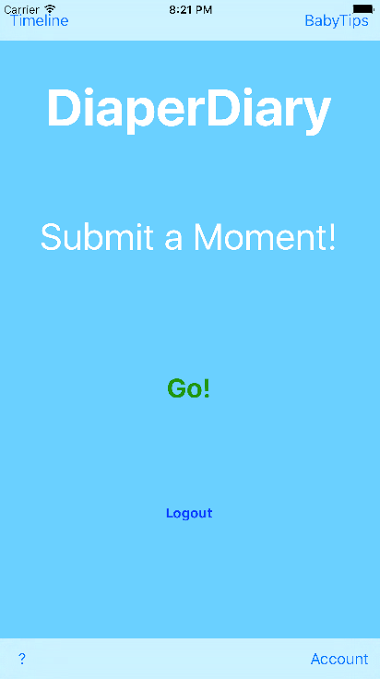 Carrier 8:21 PM
Timeline BabyTips
DiaperDiary
Submit a Moment!
Go!
Logout
? Account